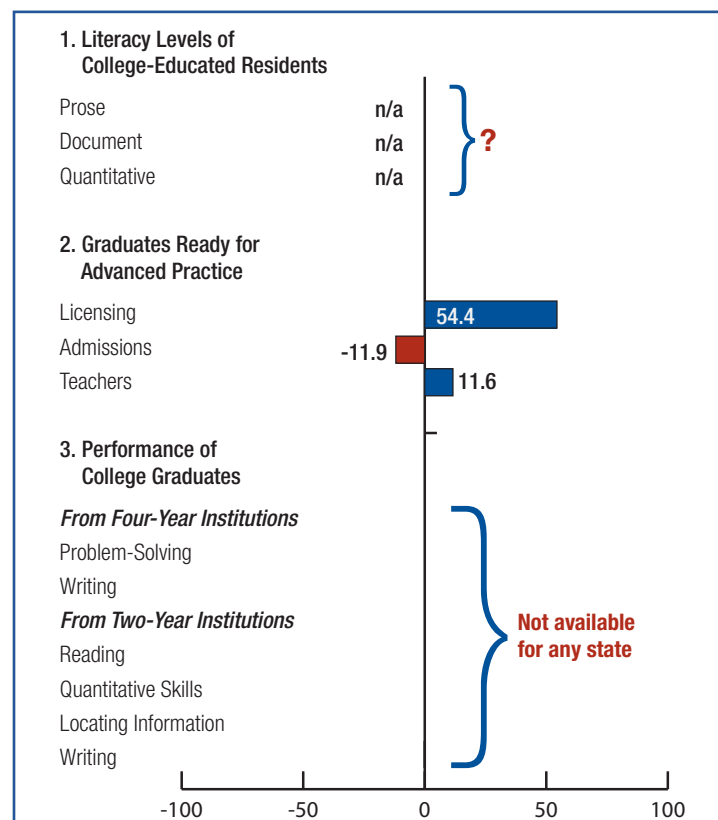 1. Literacy Levels of
College-Educated Residents
Prose n/a
Document n/a
Quantitative n/a
?
2. Graduates Ready for
Advanced Practice
Licensing 54.4
Admissions -11.9
Teachers 11.6
3. Performance of
College Graduates
From Four-Year Institutions
Problem-Solving
Writing
From Two-Year Institutions
Reading
Quantitative Skills
Locating Information
Writing
Not available
for any state
-100 -50 0 50 100